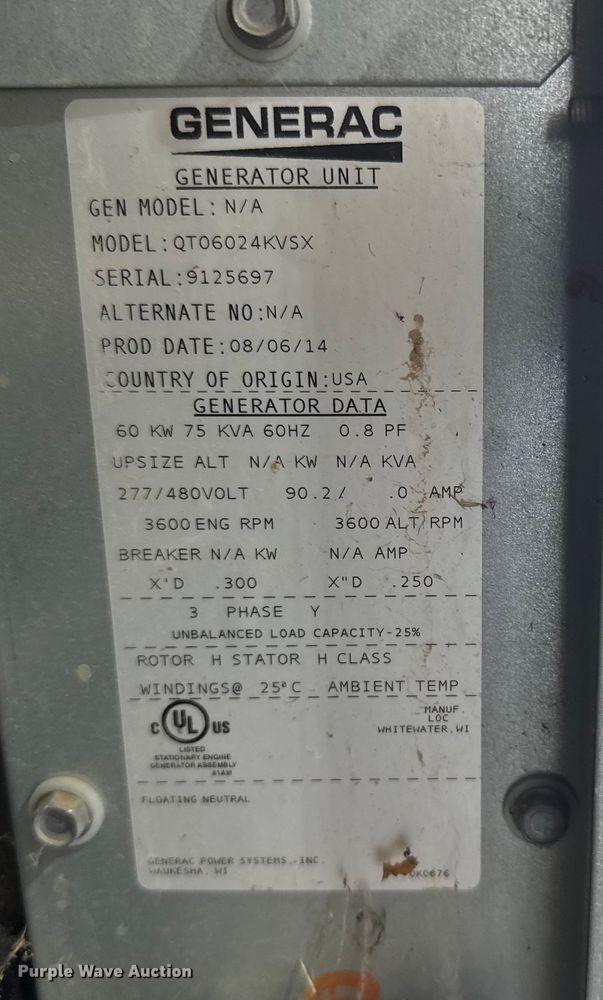 GENERAC
GENERATOR UNIT
GEN MODEL: N/A
MODEL: QT06024KVSX
SERIAL: 9125697
ALTERNATE NO: N/A
PROD DATE: 08/06/14
COUNTRY OF ORIGIN: USA
GENERATOR DATA
60 KW 75 KVA 60HZ 0.8 PF
UPSIZE ALT N/A KW N/A KVA
277/480VOLT 90.2/ .0 AMP
3600 ENG RPM 3600 ALT RPM
BREAKER N/A KW N/A AMP
X'D .300 X"D .250
3 PHASE Y
UNBALANCED LOAD CAPACITY-25%
ROTOR H STATOR H CLASS
WINDINGS@ 25°C AMBIENT TEMP
C UL US
LISTED
STATIONARY ENGINE
GENERATOR ASSEMBLY
81AM
MANUF
LOC
WHITEWATER, WI
FLOATING NEUTRAL
GENERAC POWER SYSTEMS, INC.
WAUKESHA, WI
0K0676
Purple Wave Auction